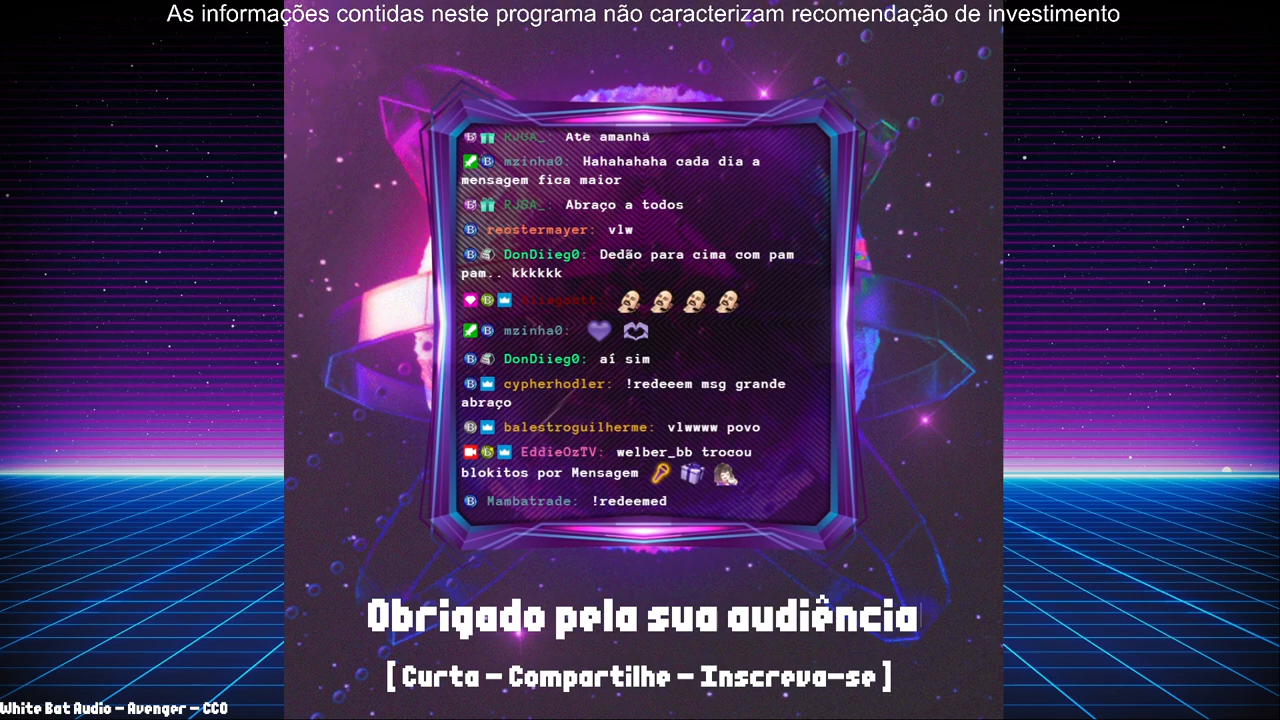 As informações contidas neste programa não caracterizam recomendação de investimento
RJGA_: Ate amanhã
mzinha0: Hahahahaha cada dia a
mensagem fica maior
RJGA_: Abraço a todos
reostermayer: vlw
DonDiieg0: Dedão para cima com pam
pam.. kkkkkk
mzinha0:
DonDiieg0: aí sim
cypherhodler: !redeeem msg grande
abraço
balestroguilherme: vlwwww povo
EddieOzTV: welber_bb trocou
blokitos por Mensagem
Mambatrade: !redeemed
Obrigado pela sua audiência
[ Curta - Compartilhe - Inscreva-se ]
White Bat Audio - Avenger - CC0